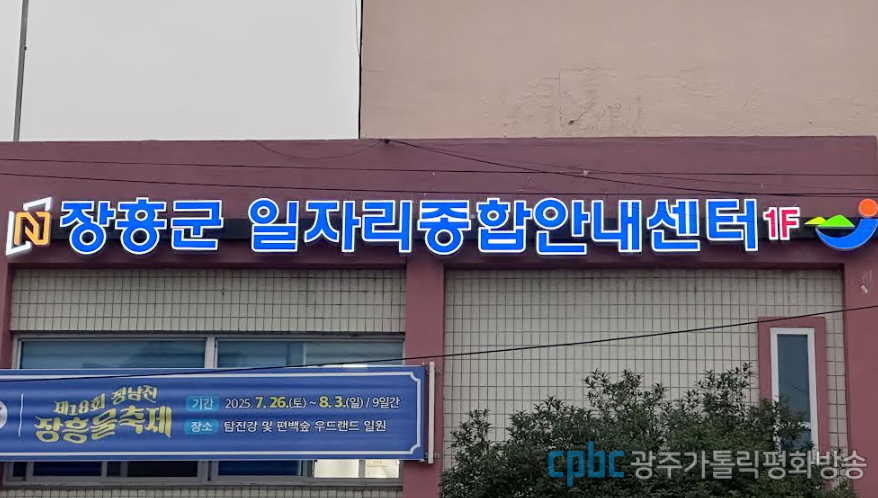 장흥군 일자리종합안내센터 1F
제18회 정남진
장흥물축제
기간 2025. 7. 26.(토) ~ 8. 3.(일) / 9일간
장소 탐진강 및 편백숲 우드랜드 일원
cpbc 광주가톨릭평화방송